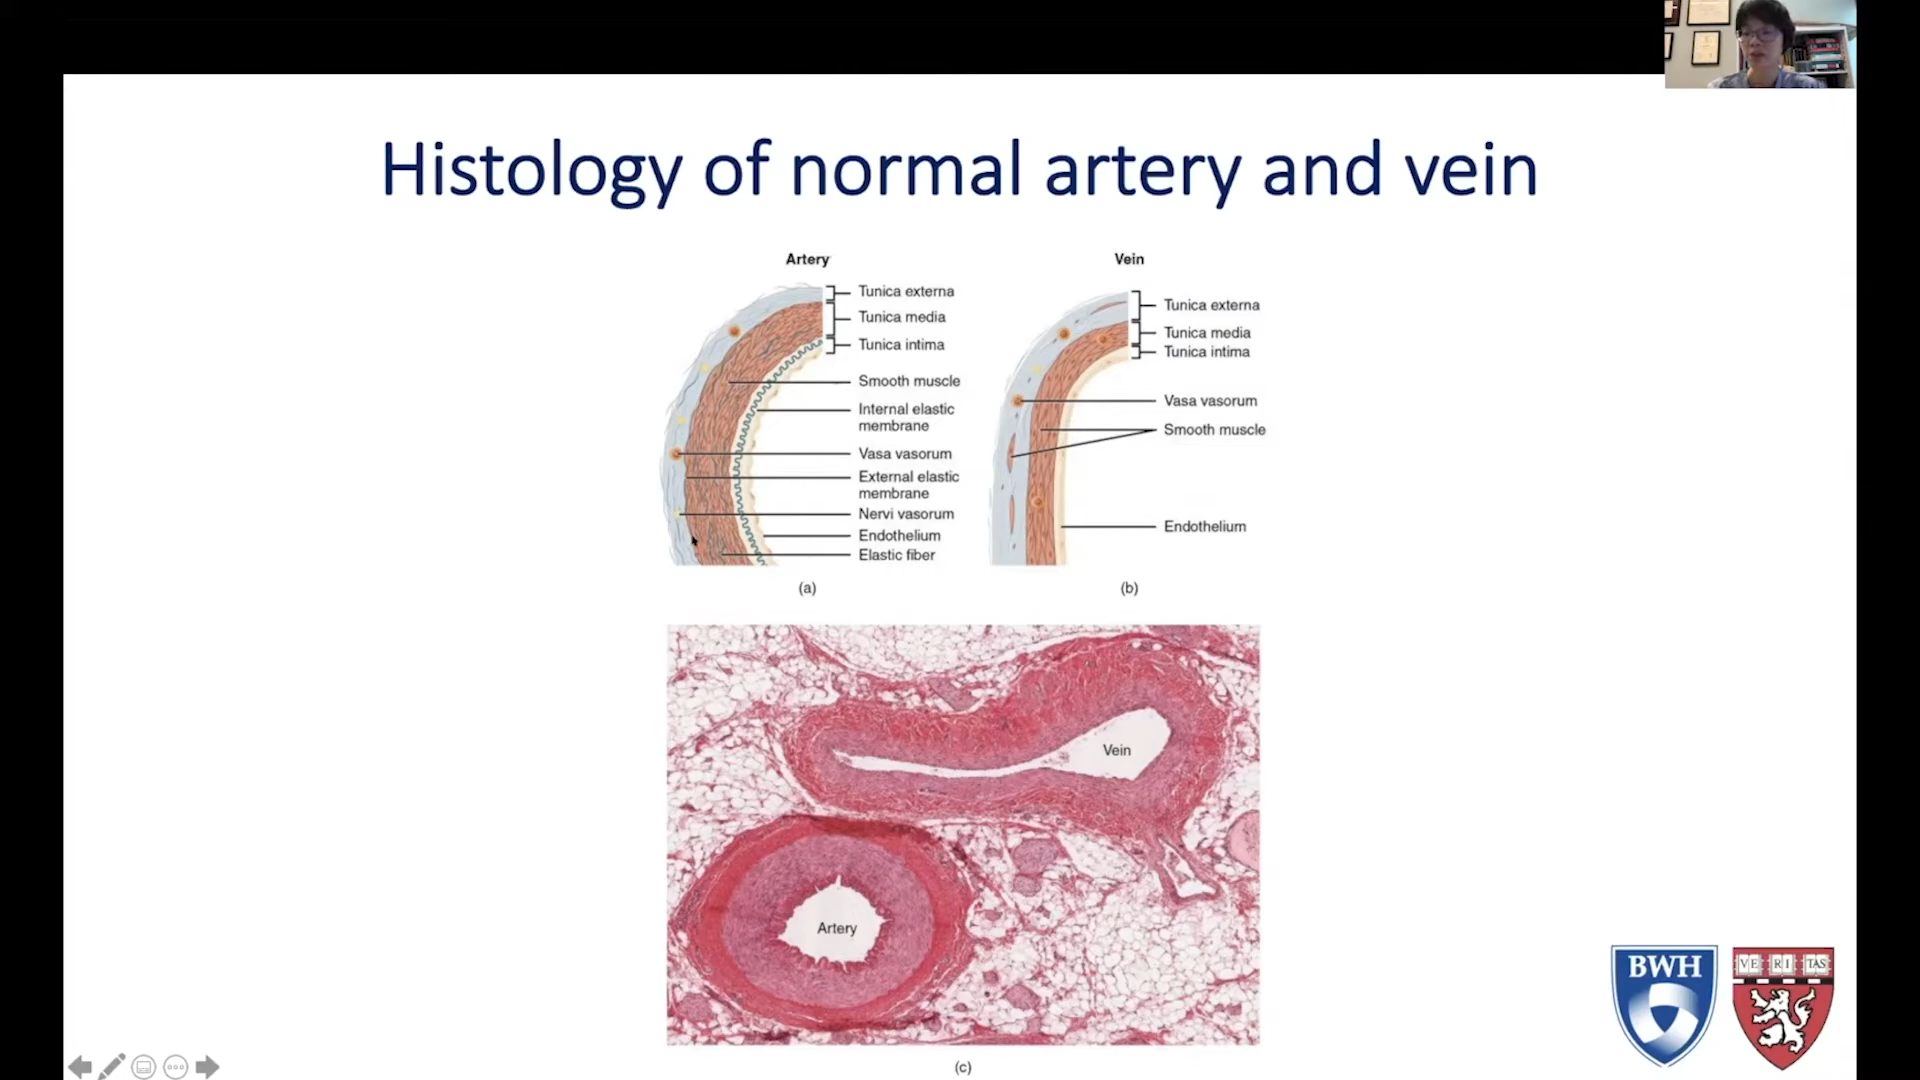 Histology of normal artery and vein
Artery
Tunica externa
Tunica media
Tunica intima
Smooth muscle
Internal elastic
membrane
Vasa vasorum
External elastic
membrane
Nervi vasorum
Endothelium
Elastic fiber
(a)
Vein
Tunica externa
Tunica media
Tunica intima
Vasa vasorum
Smooth muscle
Endothelium
(b)
Vein
Artery
(c)
BWH
VE RI TAS